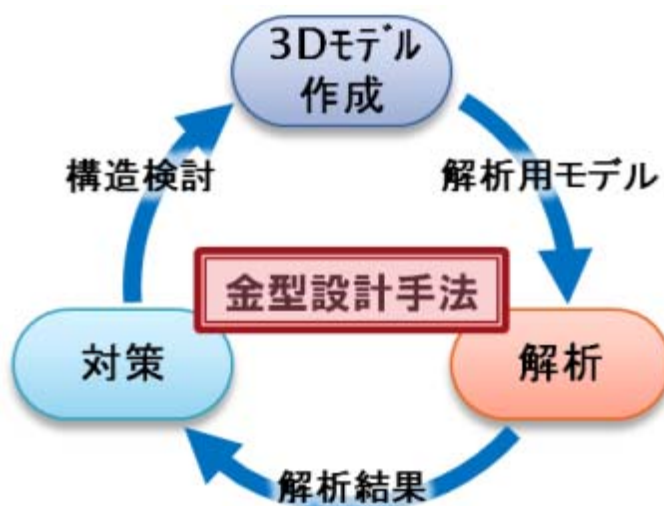 3Dモデル
作成
構造検討
解析用モデル
金型設計手法
対策
解析
解析結果